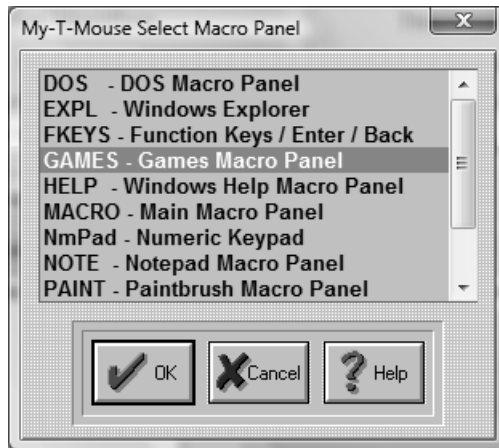 My-T-Mouse Select Macro Panel
DOS - DOS Macro Panel
EXPL - Windows Explorer
FKEYS - Function Keys / Enter / Back
GAMES - Games Macro Panel
HELP - Windows Help Macro Panel
MACRO - Main Macro Panel
NmPad - Numeric Keypad
NOTE - Notepad Macro Panel
PAINT - Paintbrush Macro Panel
OK Cancel Help